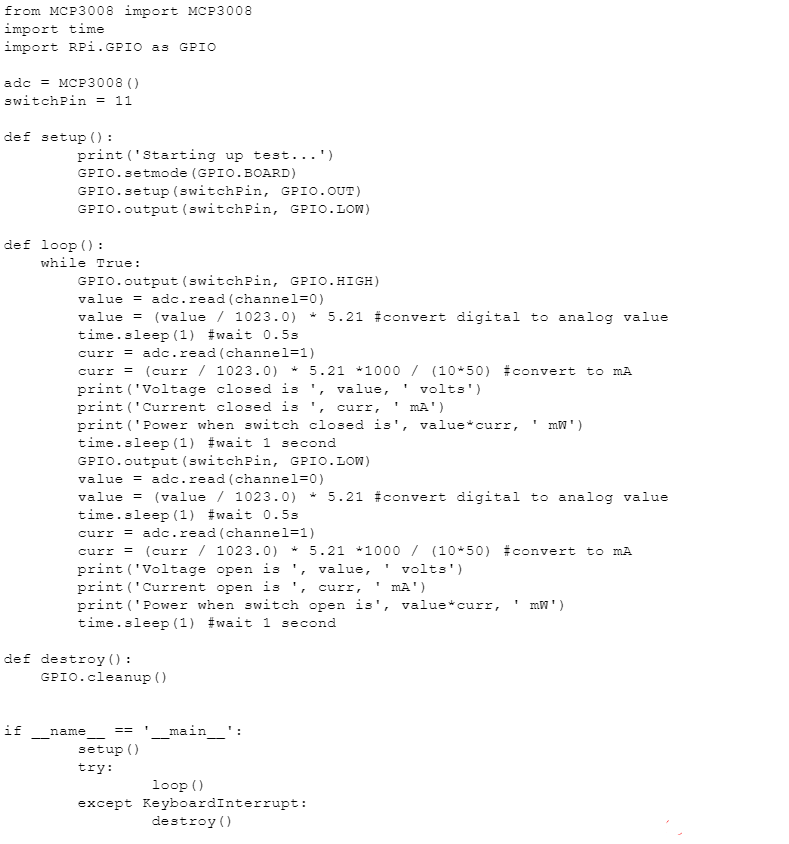 from MCP3008 import MCP3008
import time
import RPi.GPIO as GPIO

adc = MCP3008()
switchPin = 11

def setup():
        print('Starting up test...')
        GPIO.setmode(GPIO.BOARD)
        GPIO.setup(switchPin, GPIO.OUT)
        GPIO.output(switchPin, GPIO.LOW)

def loop():
    while True:
        GPIO.output(switchPin, GPIO.HIGH)
        value = adc.read(channel=0)
        value = (value / 1023.0) * 5.21 #convert digital to analog value
        time.sleep(1) #wait 0.5s
        curr = adc.read(channel=1)
        curr = (curr / 1023.0) * 5.21 *1000 / (10*50) #convert to mA
        print('Voltage closed is ', value, ' volts')
        print('Current closed is ', curr, ' mA')
        print('Power when switch closed is', value*curr, ' mW')
        time.sleep(1) #wait 1 second
        GPIO.output(switchPin, GPIO.LOW)
        value = adc.read(channel=0)
        value = (value / 1023.0) * 5.21 #convert digital to analog value
        time.sleep(1) #wait 0.5s
        curr = adc.read(channel=1)
        curr = (curr / 1023.0) * 5.21 *1000 / (10*50) #convert to mA
        print('Voltage open is ', value, ' volts')
        print('Current open is ', curr, ' mA')
        print('Power when switch open is', value*curr, ' mW')
        time.sleep(1) #wait 1 second

def destroy():
    GPIO.cleanup()


if __name__ == '__main__':
        setup()
        try:
                loop()
        except KeyboardInterrupt:
                destroy()